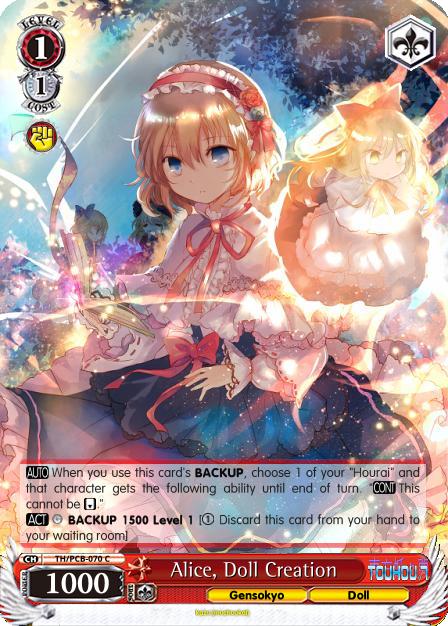 LEVEL
1
1
COST
AUTO When you use this card's BACKUP, choose 1 of your "Hourai" and
that character gets the following ability until end of turn. "CONT This
cannot be."
ACT BACKUP 1500 Level 1 [① Discard this card from your hand to
your waiting room]
CH TH/PCB-070 C
POWER 1000 SOUL Alice, Doll Creation TOUHOU
Gensokyo Doll